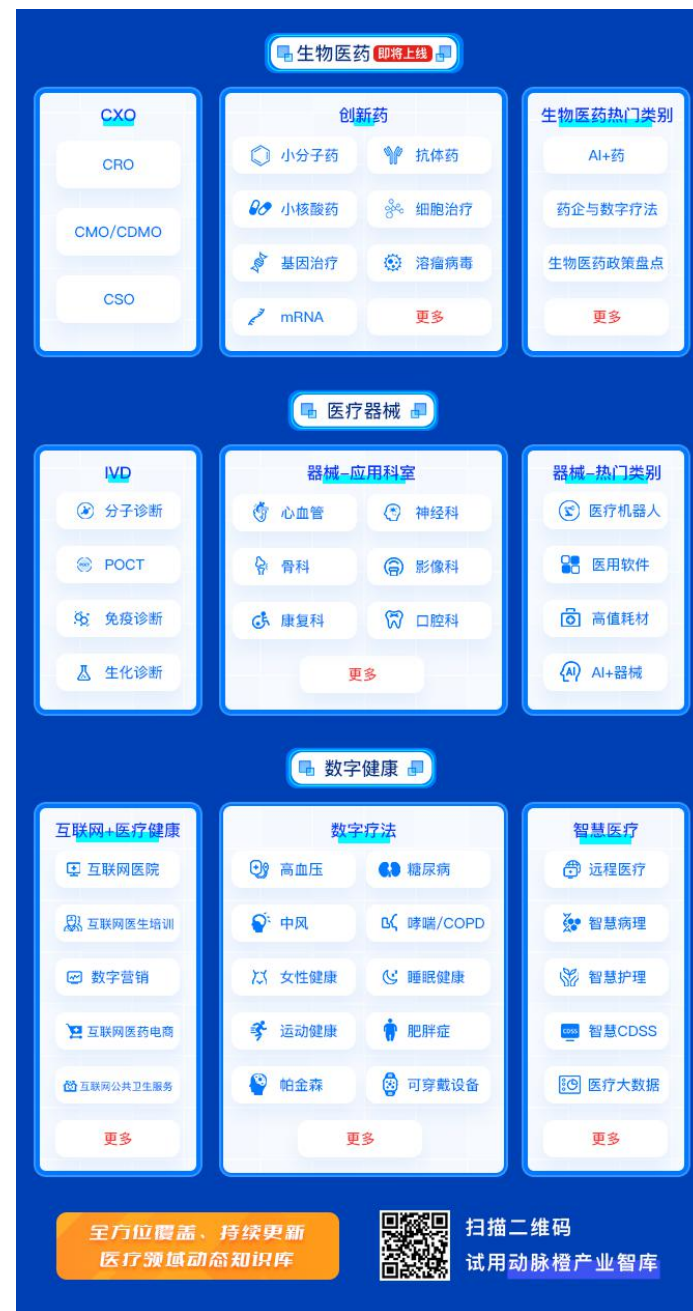 生物医药 即将上线
CXO
CRO
CMO/CDMO
CSO
创新药
小分子药
抗体药
小核酸药
细胞治疗
基因治疗
溶瘤病毒
mRNA
更多
生物医药热门类别
AI+药
药企与数字疗法
生物医药政策盘点
更多
医疗器械
IVD
分子诊断
POCT
免疫诊断
生化诊断
器械-应用科室
心血管
神经科
骨科
影像科
康复科
口腔科
更多
器械-热门类别
医疗机器人
医用软件
高值耗材
AI
AI+器械
数字健康
互联网+医疗健康
互联网医院
互联网医生培训
数字营销
互联网医药电商
互联网公共卫生服务
更多
数字疗法
高血压
糖尿病
中风
哮喘/COPD
女性健康
睡眠健康
运动健康
肥胖症
帕金森
可穿戴设备
更多
智慧医疗
远程医疗
智慧病理
智慧护理
CDSS
智慧CDSS
医疗大数据
更多
全方位覆盖、持续更新
医疗领域动态知识库
扫描二维码
试用动脉橙产业智库